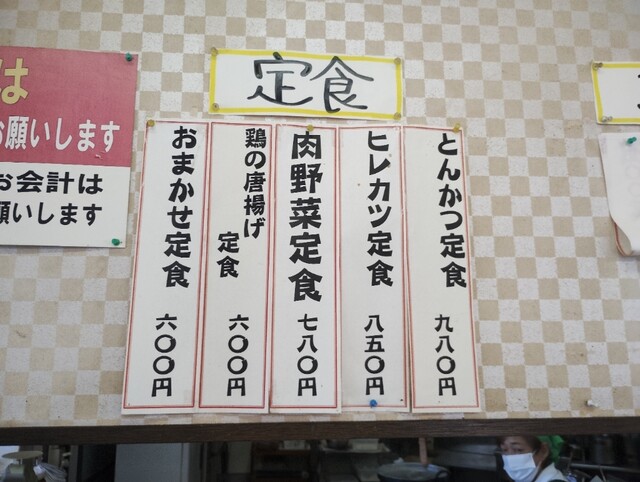 定食
とんかつ定食 九八〇円
ヒレカツ定食 八五〇円
肉野菜定食 七八〇円
鶏の唐揚げ
定食 六〇〇円
おまかせ定食 六〇〇円
は
お願いします
お会計は
願いします